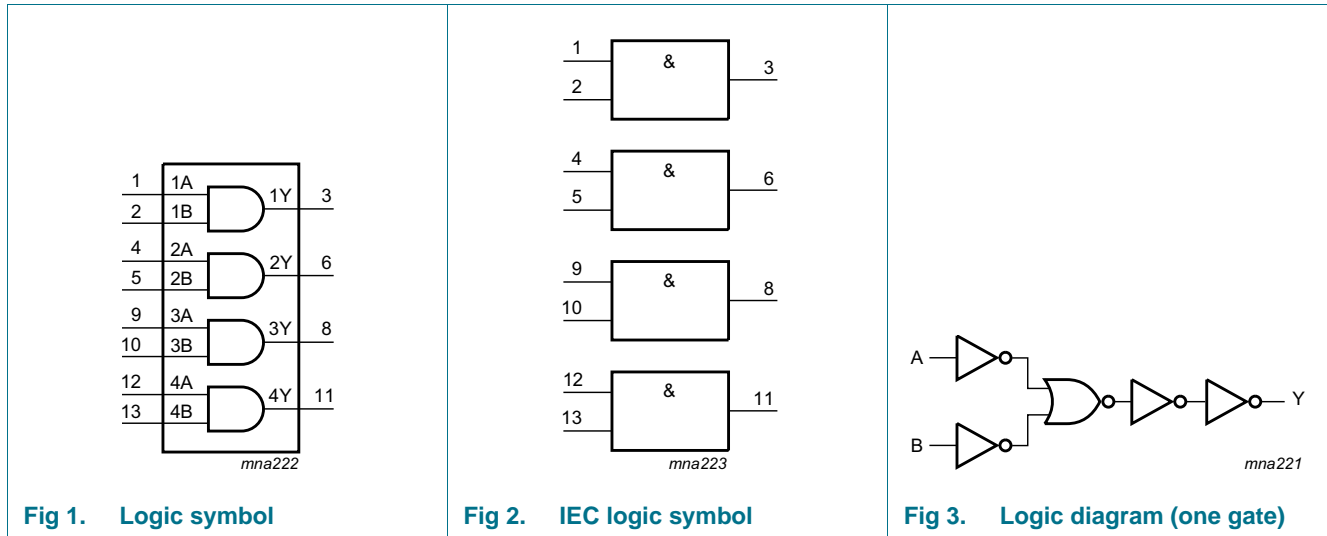 1 1A 1Y 3
2 1B
4 2A 2Y 6
5 2B
9 3A 3Y 8
10 3B
12 4A 4Y 11
13 4B
mna222
Fig 1. Logic symbol
1 & 3
2
4 & 6
5
9 & 8
10
12 & 11
13
mna223
Fig 2. IEC logic symbol
A
Y
B
mna221
Fig 3. Logic diagram (one gate)